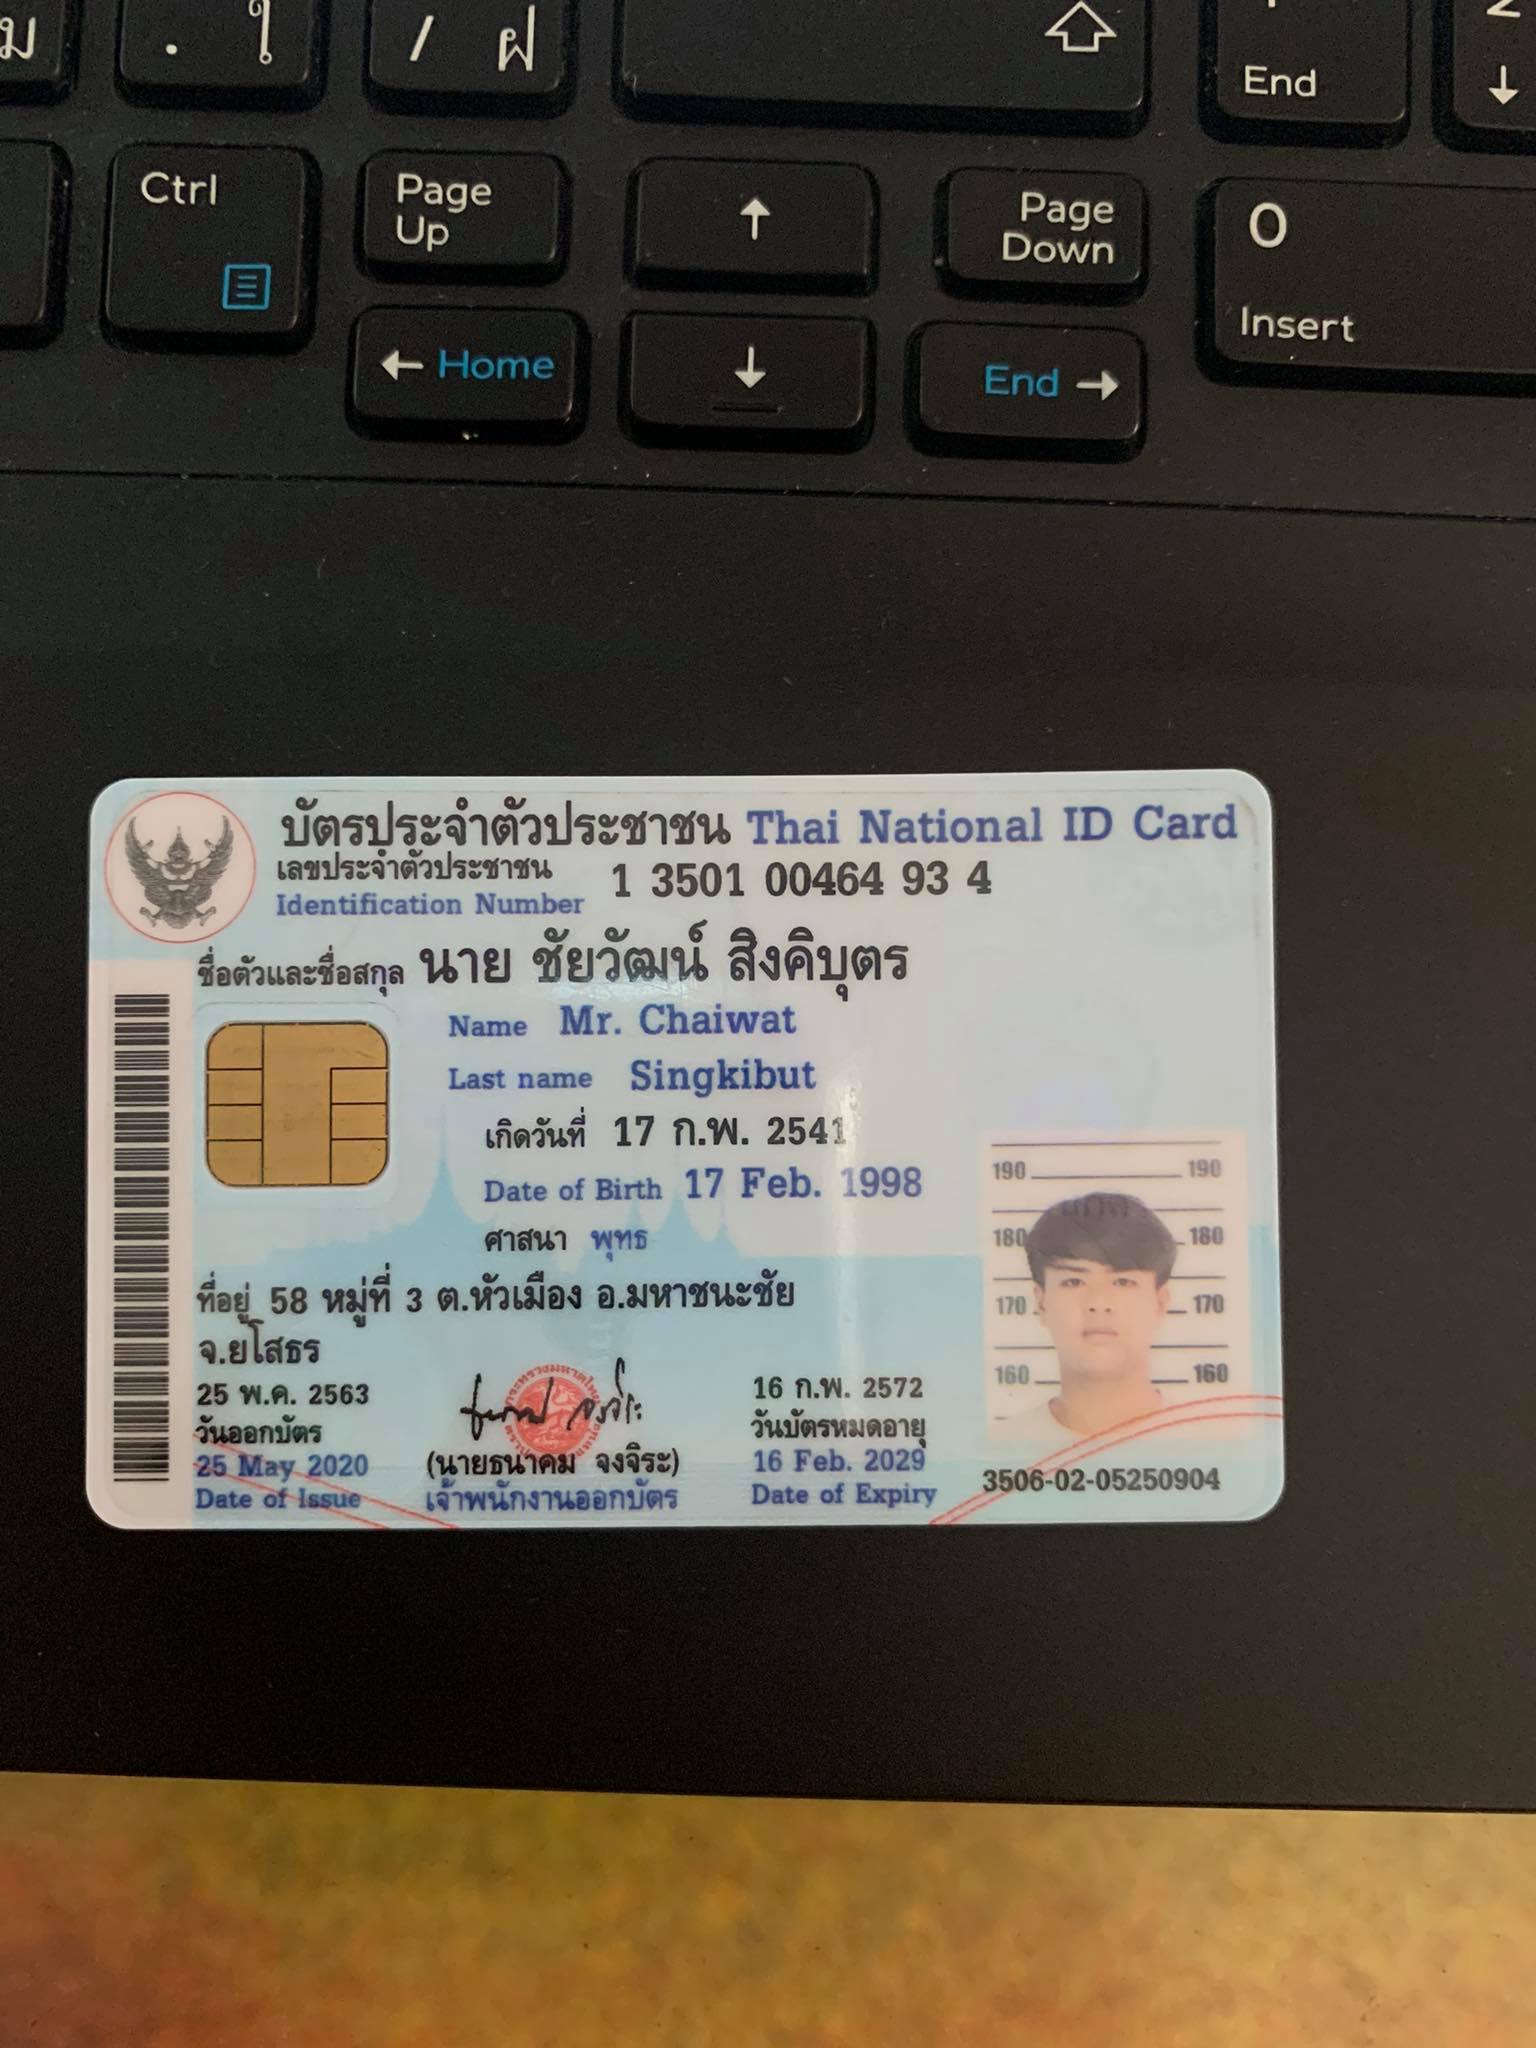 ม
. ใ
/ ฝ
End
Ctrl
Page
Up
Page
Down
0
Insert
Home
End
บัตรประจำตัวประชาชน Thai National ID Card
เลขประจำตัวประชาชน 1 3501 00464 93 4
Identification Number
ชื่อตัวและชื่อสกุล นาย ชัยวัฒน์ สิงคิบุตร
Name Mr. Chaiwat
Last name Singkibut
เกิดวันที่ 17 ก.พ. 2541
Date of Birth 17 Feb. 1998
ศาสนา พุทธ
190 190
180 180
170 170
160 160
ที่อยู่ 58 หมู่ที่ 3 ต.หัวเมือง อ.มหาชนะชัย
จ.ยโสธร
25 พ.ค. 2563
วันออกบัตร
25 May 2020
Date of Issue
(นายธนาคม จงจิระ)
เจ้าพนักงานออกบัตร
16 ก.พ. 2572
วันบัตรหมดอายุ
16 Feb. 2029
Date of Expiry
3506-02-05250904